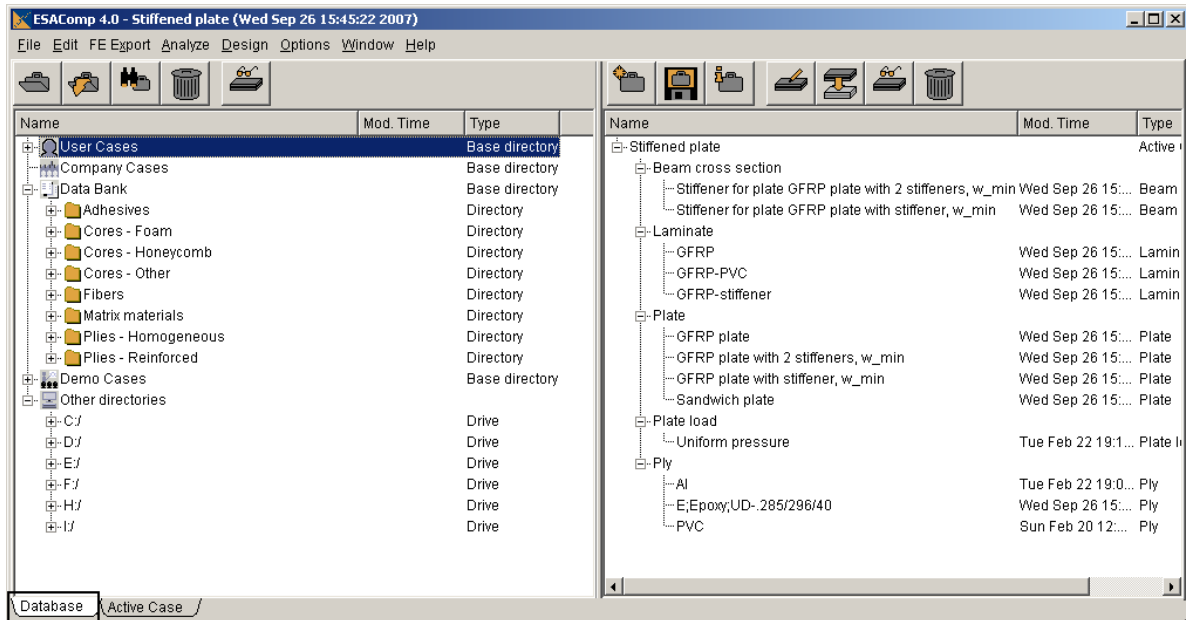 ESAComp 4.0 - Stiffened plate (Wed Sep 26 15:45:22 2007)
File Edit FE Export Analyze Design Options Window Help
Name Mod. Time Type
User Cases Base directory
Company Cases Base directory
Data Bank Base directory
Adhesives Directory
Cores - Foam Directory
Cores - Honeycomb Directory
Cores - Other Directory
Fibers Directory
Matrix materials Directory
Plies - Homogeneous Directory
Plies - Reinforced Directory
Demo Cases Base directory
Other directories
C:/ Drive
D:/ Drive
E:/ Drive
F:/ Drive
H:/ Drive
I:/ Drive
Name Mod. Time Type
Stiffened plate Active
Beam cross section
Stiffener for plate GFRP plate with 2 stiffeners, w_min Wed Sep 26 15:... Beam
Stiffener for plate GFRP plate with stiffener, w_min Wed Sep 26 15:... Beam
Laminate
GFRP Wed Sep 26 15:... Lamin
GFRP-PVC Wed Sep 26 15:... Lamin
GFRP-stiffener Wed Sep 26 15:... Lamin
Plate
GFRP plate Wed Sep 26 15:... Plate
GFRP plate with 2 stiffeners, w_min Wed Sep 26 15:... Plate
GFRP plate with stiffener, w_min Wed Sep 26 15:... Plate
Sandwich plate Wed Sep 26 15:... Plate
Plate load
Uniform pressure Tue Feb 22 19:1... Plate l
Ply
Al Tue Feb 22 19:0... Ply
E;Epoxy;UD-.285/296/40 Wed Sep 26 15:... Ply
PVC Sun Feb 20 12:... Ply
Database Active Case